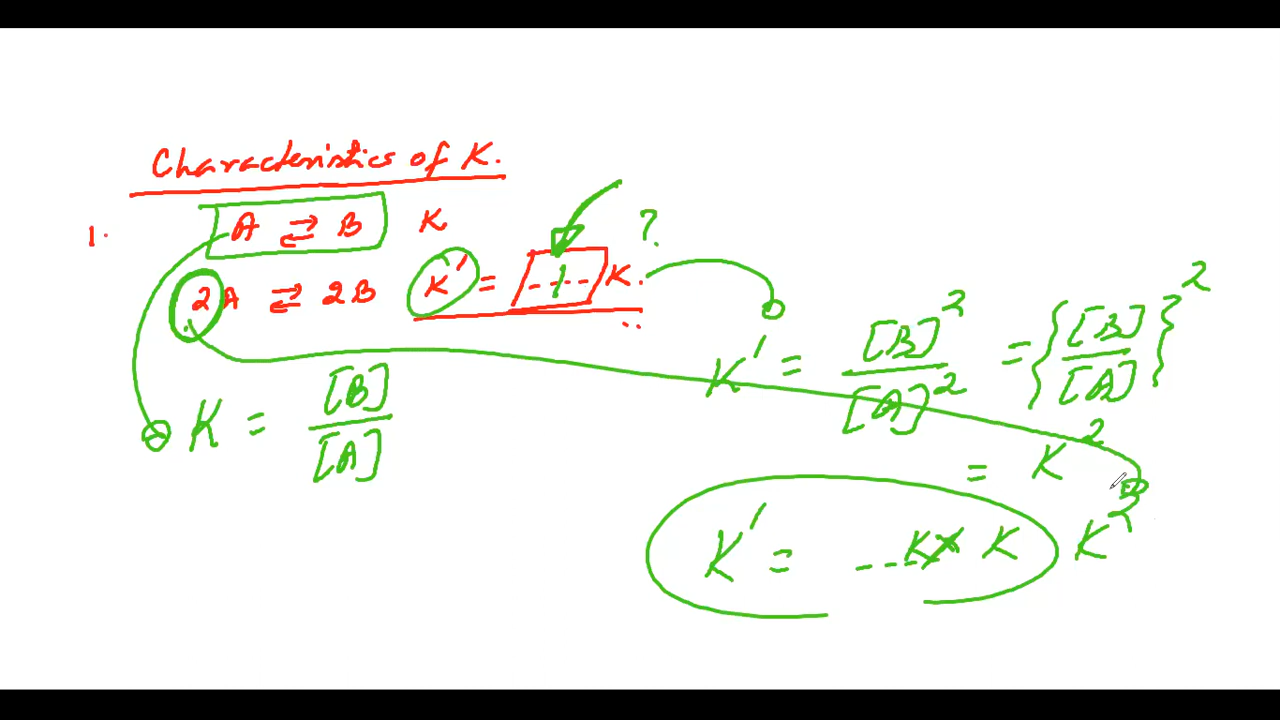 Characteristics of K.
1. A ⇄ B K
2A ⇄ 2B K' = ---- K. ?
K = [B] / [A]
K' = [B]^2 / [A]^2 = { [B] / [A] }^2
= K^2
K' = ---- K × K K^2